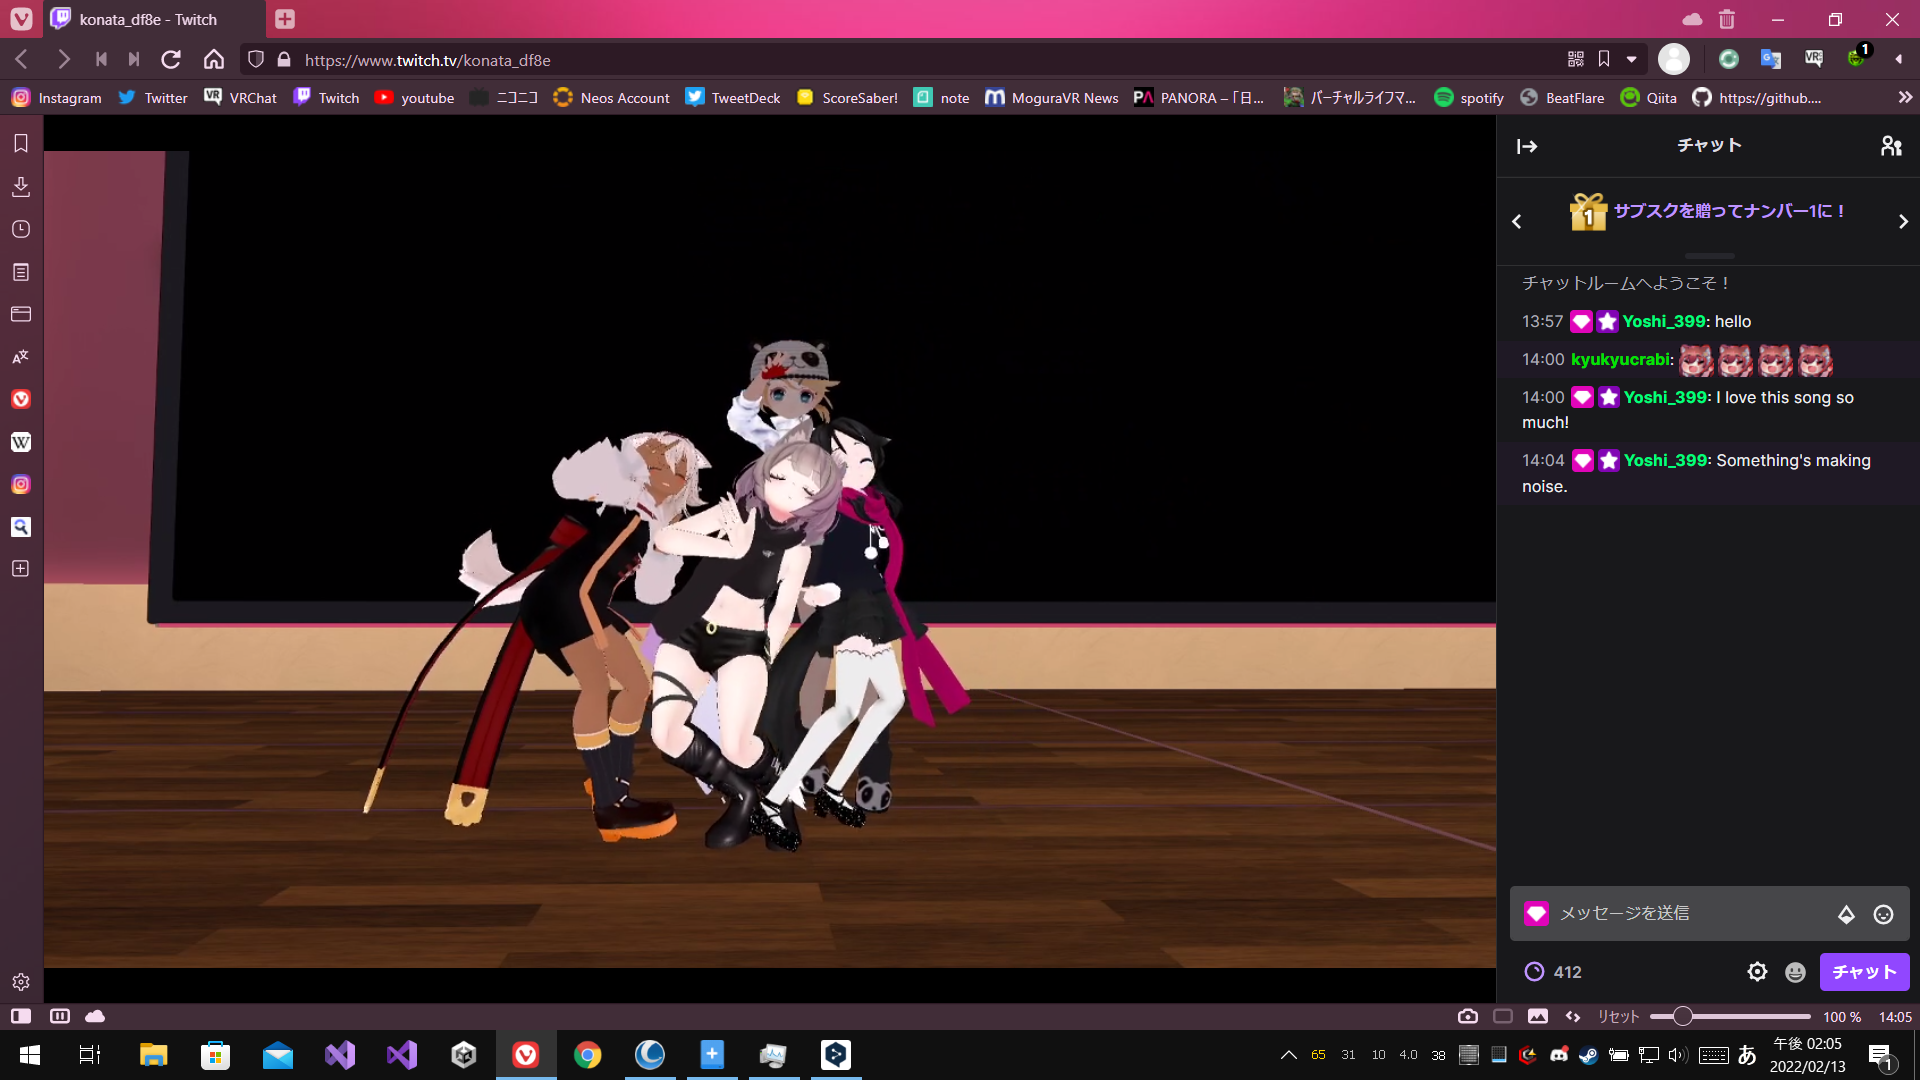 konata_df8e - Twitch
https://www.twitch.tv/konata_df8e
1
Instagram
Twitter
VRChat
Twitch
youtube
ニコニコ
Neos Account
TweetDeck
ScoreSaber!
note
MoguraVR News
PANORA – 「日...
バーチャルライフマ...
spotify
BeatFlare
Qiita
https://github....
チャット
1
サブスクを贈ってナンバー1に！
チャットルームへようこそ！
13:57 Yoshi_399: hello
14:00 kyukyucrabi:
14:00 Yoshi_399: I love this song so
much!
14:04 Yoshi_399: Something's making
noise.
メッセージを送信
412
チャット
リセット
100 %
14:05
65 31 10 4.0 38
あ
午後 02:05
2022/02/13
1